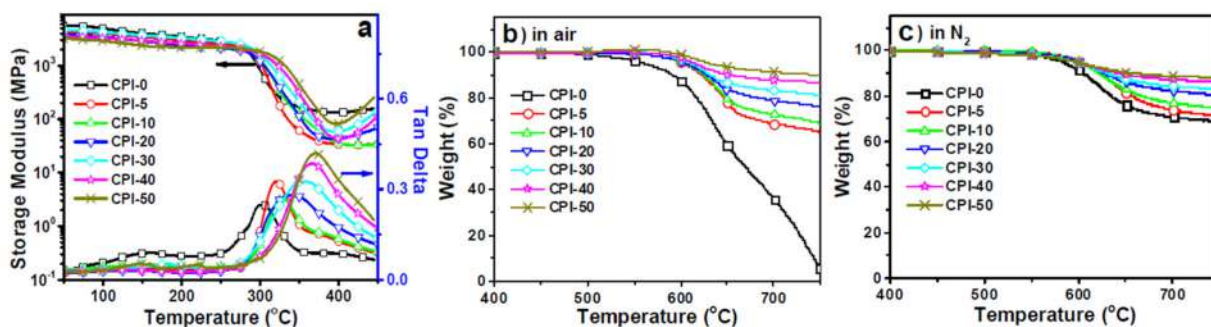 a
Storage Modulus (MPa)
10³
10²
10¹
10⁰
10⁻¹
CPI-0
CPI-5
CPI-10
CPI-20
CPI-30
CPI-40
CPI-50
0.6
0.3
0.0
Tan Delta
100
200
300
400
Temperature (°C)
b) in air
Weight (%)
100
80
60
40
20
0
CPI-0
CPI-5
CPI-10
CPI-20
CPI-30
CPI-40
CPI-50
400
500
600
700
Temperature (°C)
c) in N₂
Weight (%)
100
80
60
40
20
0
CPI-0
CPI-5
CPI-10
CPI-20
CPI-30
CPI-40
CPI-50
400
500
600
700
Temperature (°C)